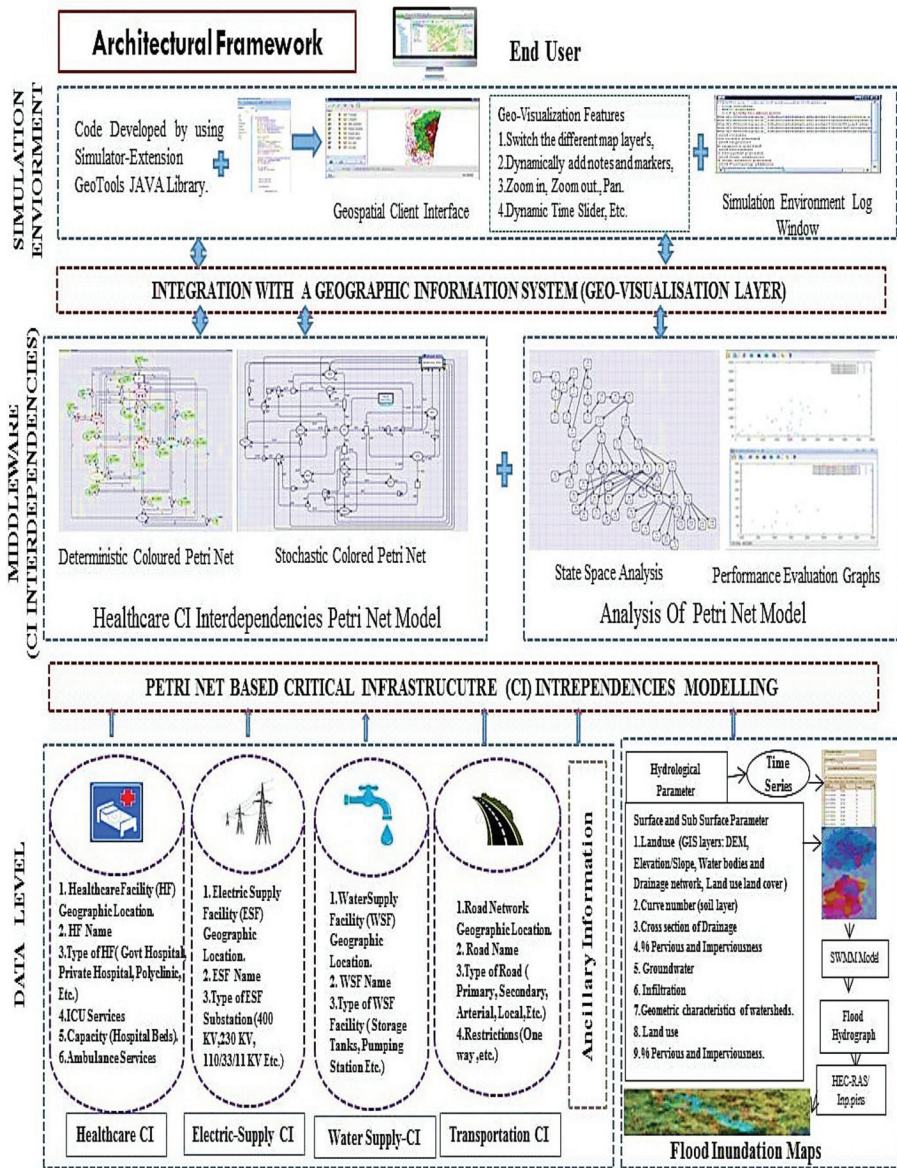 Architectural Framework
End User
SIMULATION
ENVIORMENT
Code Developed by using
Simulator-Extension
GeoTools JAVA Library.
Geospatial Client Interface
Geo-Visualization Features
1.Switch the different map layer's,
2.Dynamically add notes and markers,
3.Zoom in, Zoom out, Pan.
4.Dynamic Time Slider, Etc.
Simulation Environment Log
Window
INTEGRATION WITH A GEOGRAPHIC INFORMATION SYSTEM (GEO-VISUALISATION LAYER)
MIDDLEWARE
(CI INTERDEPENDENCIES)
Deterministic Coloured Petri Net
Stochastic Colored Petri Net
Healthcare CI Interdependencies Petri Net Model
State Space Analysis
Performance Evaluation Graphs
Analysis Of Petri Net Model
PETRI NET BASED CRITICAL INFRASTRUCUTRE (CI) INTREPENDENCIES MODELLING
DATA LEVEL
1. Healthcare Facility (HF)
Geographic Location.
2. HF Name
3.Type of HF( Govt Hospital,
Private Hospital, Polyclinic,
Etc.)
4.ICU Services
5.Capacity (Hospital Beds).
6.Ambulance Services
Healthcare CI
1.Electric Supply
Facility (ESF)
Geographic
Location.
2.ESF Name
3.Type of ESF
Substation (400
KV,230 KV,
110/33/11 KV Etc.)
Electric-Supply CI
1.WaterSupply
Facility (WSF)
Geographic
Location.
2.WSF Name
3.Type of WSF
Facility ( Storage
Tanks, Pumping
Station Etc.)
Water Supply-CI
1.Road Network
Geographic Location.
2.Road Name
3.Type of Road (
Primary, Secondary,
Arterial, Local,Etc.)
4.Restrictions (One
way ,etc.)
Transportation CI
Ancillary Information
Hydrological
Parameter
Time
Series
Surface and Sub Surface Parameter
1.Landuse (GIS layers: DEM,
Elevation/Slope, Water bodies and
Drainage network, Land use land cover )
2.Curve number (soil layer)
3.Cross section of Drainage
4.% Pervious and Imperviousness
5. Groundwater
6. Infiltration
7.Geometric characteristics of watersheds.
8. Land use
9.% Pervious and Imperviousness.
SWMM Model
Flood
Hydrograph
HEC-RAS/
Inp.pins
Flood Inundation Maps